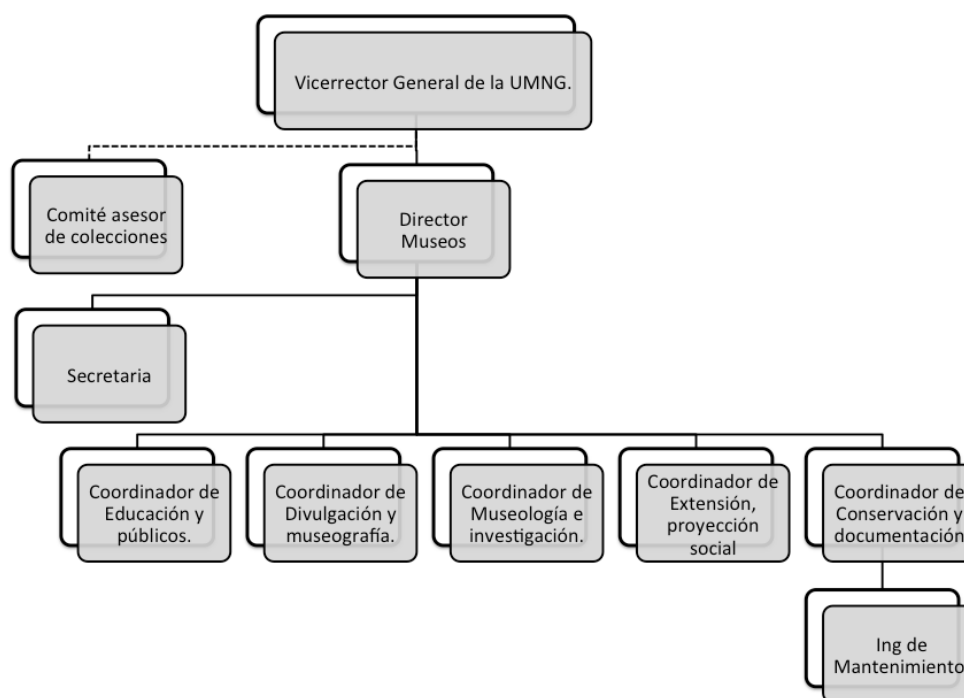 Vicerrector General de la UMNG.
Comité asesor
de colecciones
Director
Museos
Secretaria
Coordinador de
Educación y
públicos.
Coordinador de
Divulgación y
museografía.
Coordinador de
Museología e
investigación.
Coordinador de
Extensión,
proyección
social
Coordinador de
Conservación y
documentación
Ing de
Mantenimiento